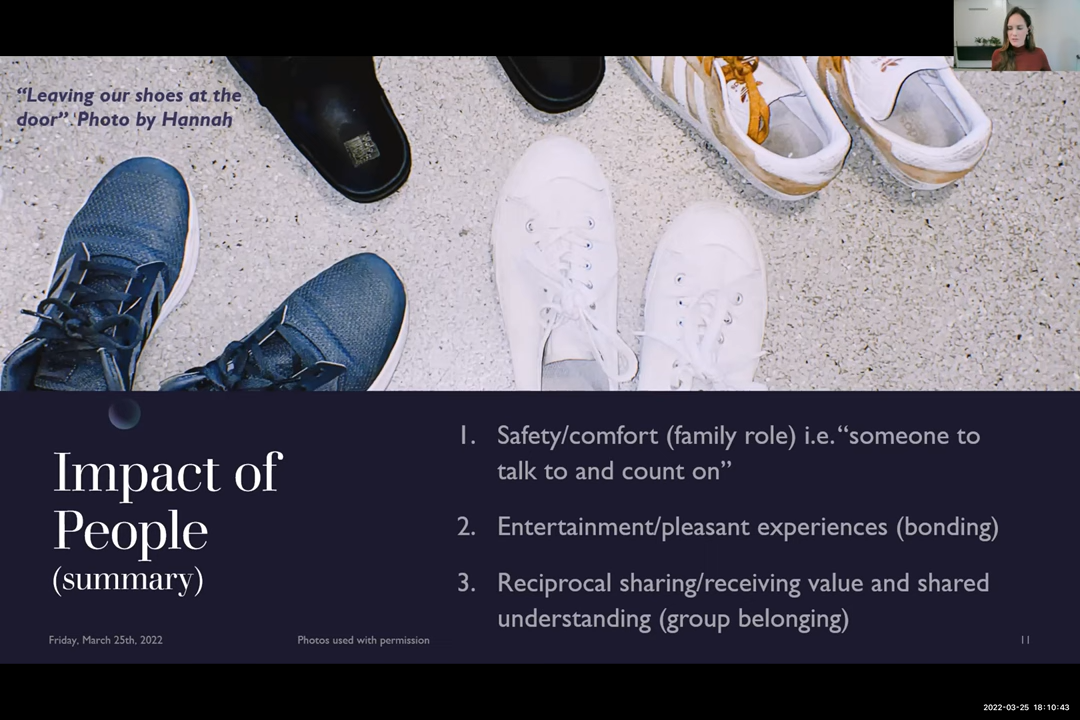 “Leaving our shoes at the
door”. Photo by Hannah
Impact of
People
(summary)
1. Safety/comfort (family role) i.e. “someone to
talk to and count on”
2. Entertainment/pleasant experiences (bonding)
3. Reciprocal sharing/receiving value and shared
understanding (group belonging)
Friday, March 25th, 2022
Photos used with permission
11
2022-03-25 18:10:43